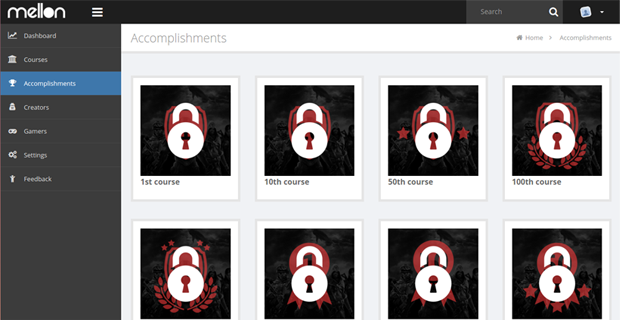 mellon
Search
Dashboard
Courses
Accomplishments
Creators
Gamers
Settings
Feedback
Accomplishments
Home > Accomplishments
1st course
10th course
50th course
100th course